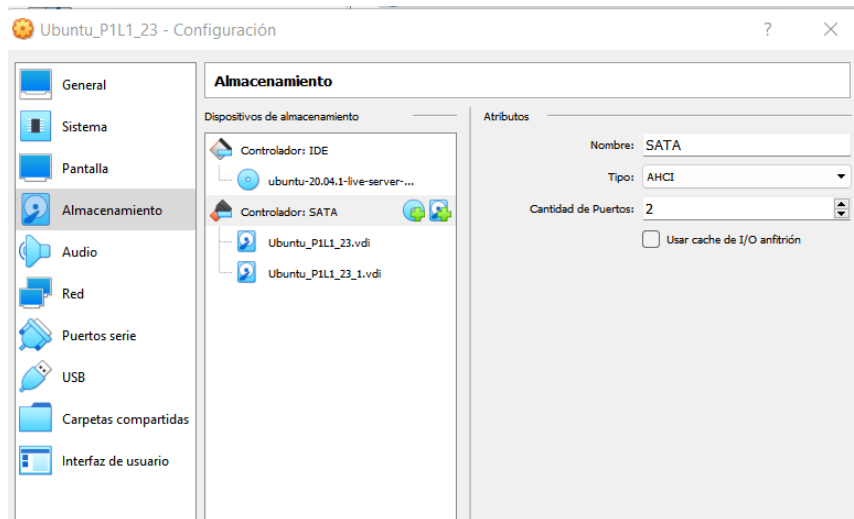 Ubuntu_P1L1_23 - Configuración
?
General
Sistema
Pantalla
Almacenamiento
Audio
Red
Puertos serie
USB
Carpetas compartidas
Interfaz de usuario
Almacenamiento
Dispositivos de almacenamiento
Controlador: IDE
ubuntu-20.04.1-live-server-...
Controlador: SATA
Ubuntu_P1L1_23.vdi
Ubuntu_P1L1_23_1.vdi
Atributos
Nombre: SATA
Tipo: AHCI
Cantidad de Puertos: 2
Usar cache de I/O anfitrión